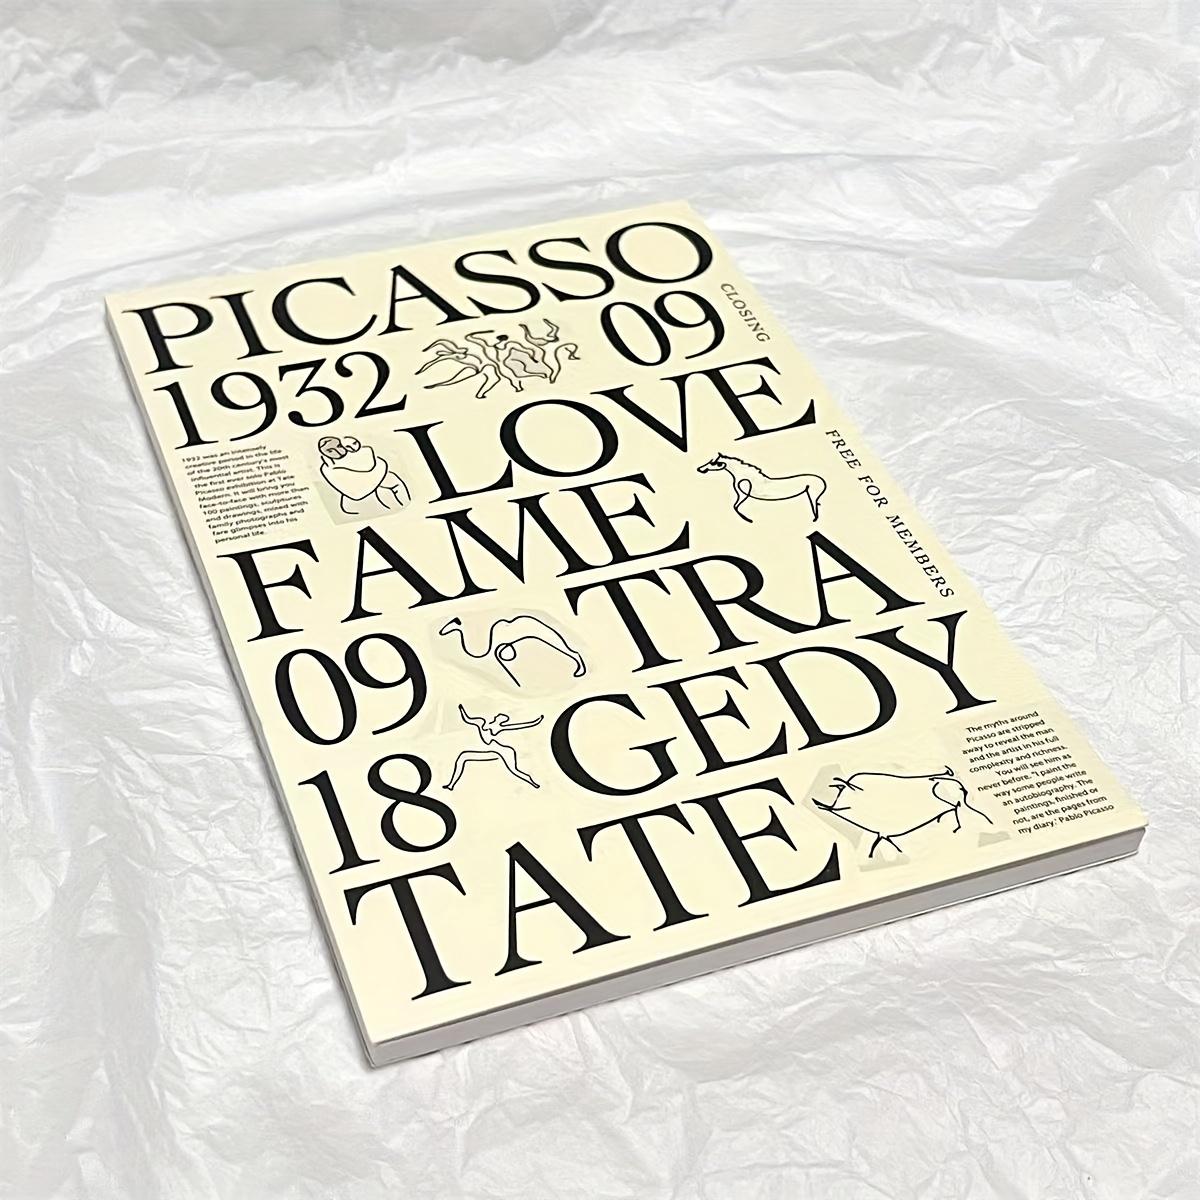 PICASSO
1932
09
CLOSING
1932 was an intensely
creative period in the life
of the 20th century's most
influential artist. This is
the first ever solo Pablo
Picasso exhibition at Tate
Modern. It will bring you
face-to-face with more than
100 paintings, sculptures
and drawings, mixed with
family photographs and
rare glimpses into his
personal life.
LOVE
FAME
FREE FOR MEMBERS
09
TRA
GEDY
18
TATE
The myths around
Picasso are stripped
away to reveal the man
and the artist in his full
complexity and richness.
You will see him as
never before. "I paint the
way some people write
an autobiography. The
paintings, finished or
not, are the pages from
my diary.' Pablo Picasso